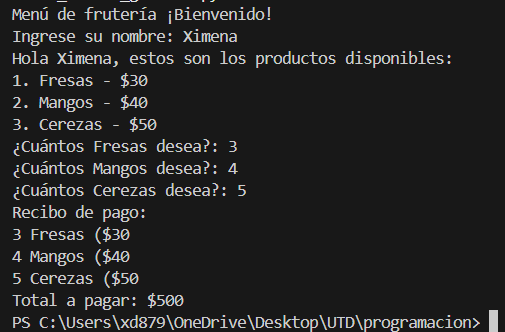 Menú de frutería ¡Bienvenido!
Ingrese su nombre: Ximena
Hola Ximena, estos son los productos disponibles:
1. Fresas - $30
2. Mangos - $40
3. Cerezas - $50
¿Cuántos Fresas desea?: 3
¿Cuántos Mangos desea?: 4
¿Cuántos Cerezas desea?: 5
Recibo de pago:
3 Fresas ($30
4 Mangos ($40
5 Cerezas ($50
Total a pagar: $500
PS C:\Users\xd879\OneDrive\Desktop\UTD\programacion>